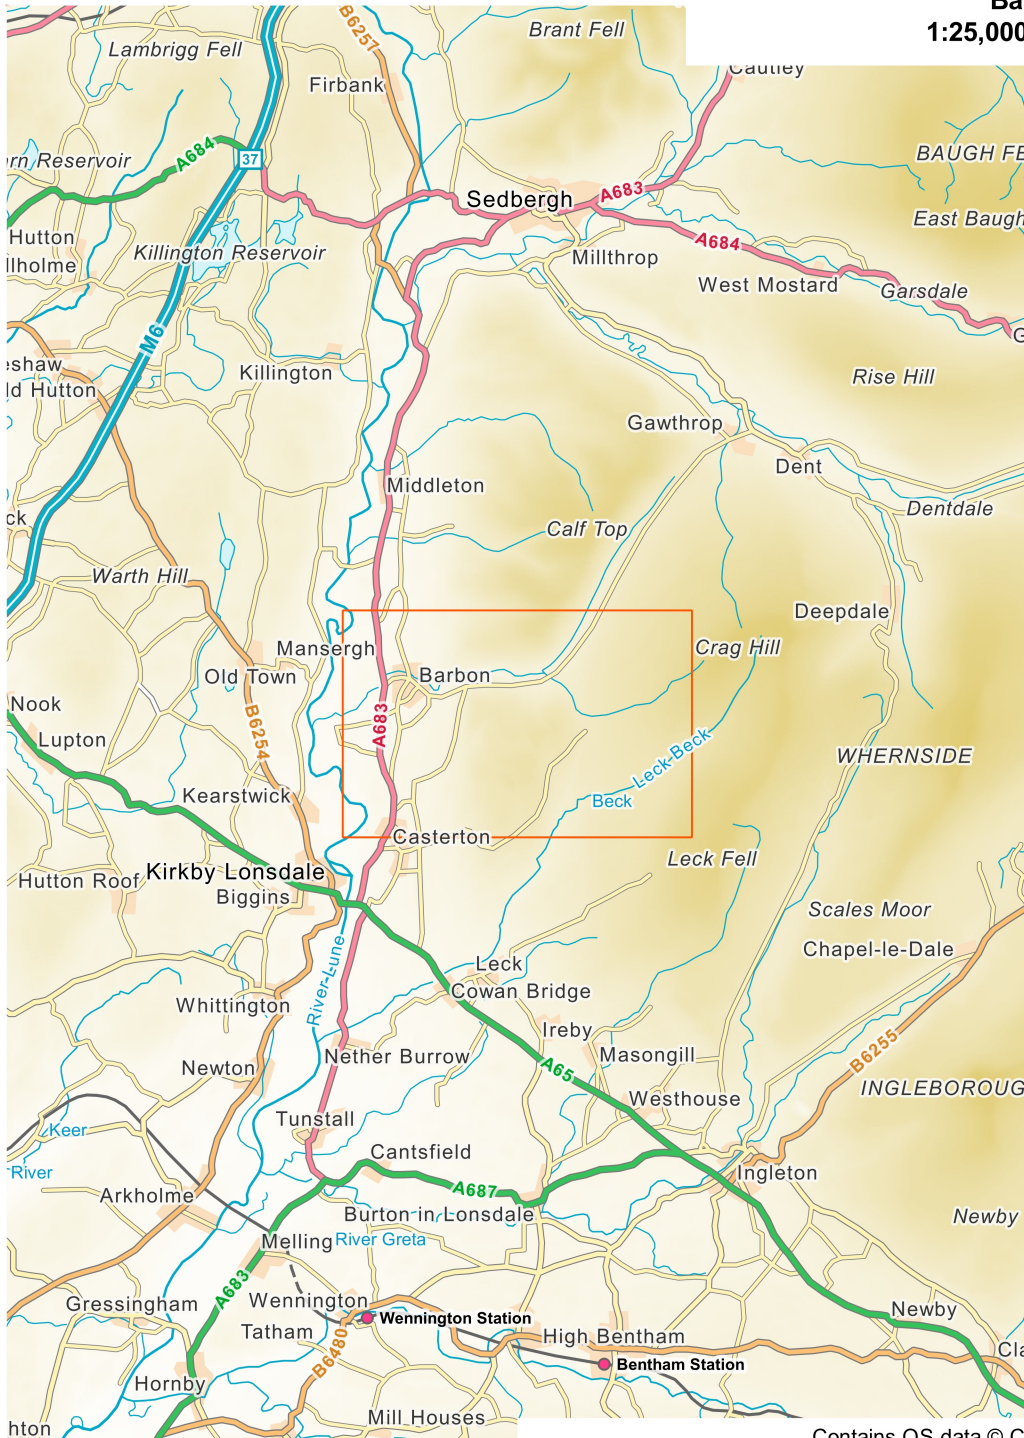 Ba
1:25,000
B6257
Brant Fell
Lambrigg Fell
Cautley
Firbank
A684
37
rn Reservoir
BAUGH FE
A683
Sedbergh
East Baugh
Hutton
A684
Killington Reservoir
Millthrop
llholme
West Mostard
Garsdale
M6
G
eshaw
Killington
Rise Hill
ld Hutton
Gawthrop
Dent
Middleton
Dentdale
ck
Calf Top
Warth Hill
Deepdale
Mansergh
Crag Hill
Old Town
Barbon
Nook
A683
B6254
Lupton
Leck-Beck
WHERNSIDE
Kearstwick
Beck
Casterton
Leck Fell
Kirkby Lonsdale
Hutton Roof
Biggins
Scales Moor
Chapel-le-Dale
River-Lune
Leck
Cowan Bridge
Whittington
Ireby
B6255
Nether Burrow
Masongill
Newton
A65
INGLEBOROUG
Westhouse
Tunstall
Keer
Cantsfield
River
Ingleton
A687
Arkholme
Burton in Lonsdale
Newby
Melling
River Greta
A683
Wennington
Gressingham
Newby
Wennington Station
Tatham
High Bentham
B6480
Cla
Bentham Station
Hornby
Mill Houses
hton
Contains OS data © C